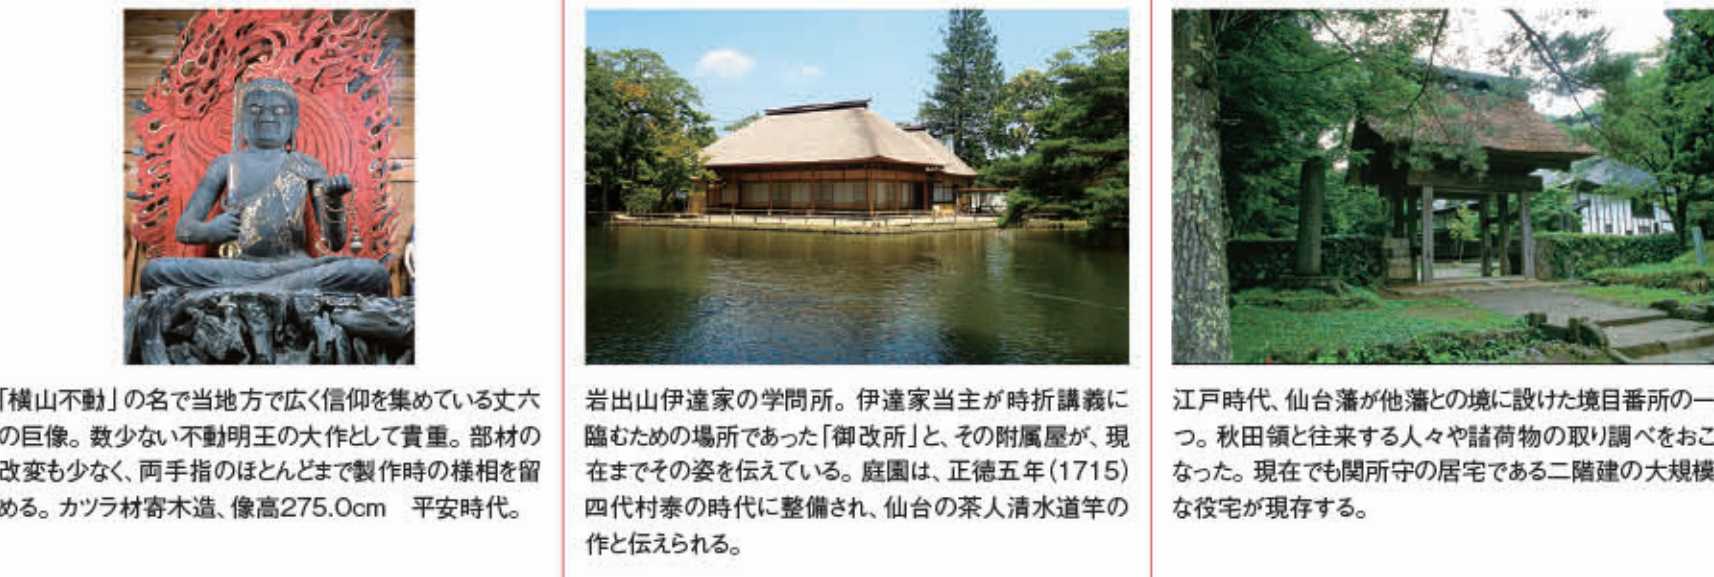 「横山不動」の名で当地方で広く信仰を集めている丈六
の巨像。数少ない不動明王の大作として貴重。部材の
改変も少なく、両手指のほとんどまで製作時の様相を留
める。カツラ材寄木造、像高275.0cm　平安時代。
岩出山伊達家の学問所。伊達家当主が時折講義に
臨むための場所であった「御改所」と、その附属屋が、現
在までその姿を伝えている。庭園は、正徳五年(1715)
四代村泰の時代に整備され、仙台の茶人清水道竿の
作と伝えられる。
江戸時代、仙台藩が他藩との境に設けた境目番所の一
つ。秋田領と往来する人々や諸荷物の取り調べをおこ
なった。現在でも関所守の居宅である二階建の大規模
な役宅が現存する。